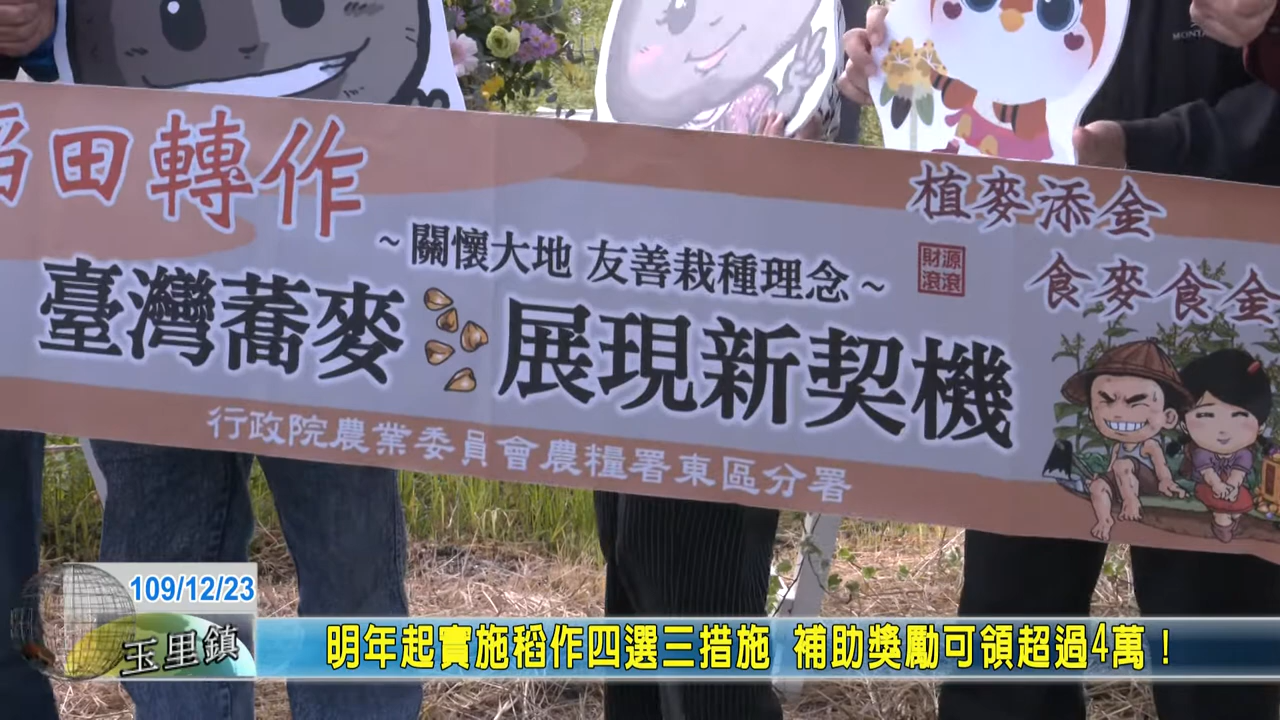 MONTA
稻田轉作
~關懷大地 友善栽種理念~
臺灣蕎麥 展現新契機
植麥添金
財源滾滾
食麥食金
行政院農業委員會農糧署東區分署
109/12/23
玉里鎮
明年起實施稻作四選三措施 補助獎勵可領超過4萬！